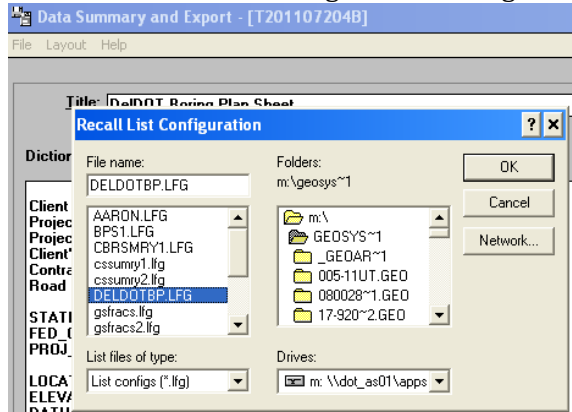 Data Summary and Export - [T201107204B]
File Layout Help
Title: DelDOT Boring Plan Sheet
Recall List Configuration
Diction
Client
Projec
Projec
Client'
Contra
Road
STATI
FED_
PROJ_
LOCA
ELEVA
File name:
DELDOTBP.LFG
AARON.LFG
BPS1.LFG
CBRSMRY1.LFG
cssumry1.lfg
cssumry2.lfg
DELDOTBP.LFG
gsfracs.lfg
gsfracs2.lfg
List files of type:
List configs (*.lfg)
Folders:
m:\geosys~1
m:\
GEOSYS~1
_GEOAR~1
005-11UT.GEO
080028~1.GEO
17-920~2.GEO
Drives:
m: \\dot_as01\apps
OK
Cancel
Network...